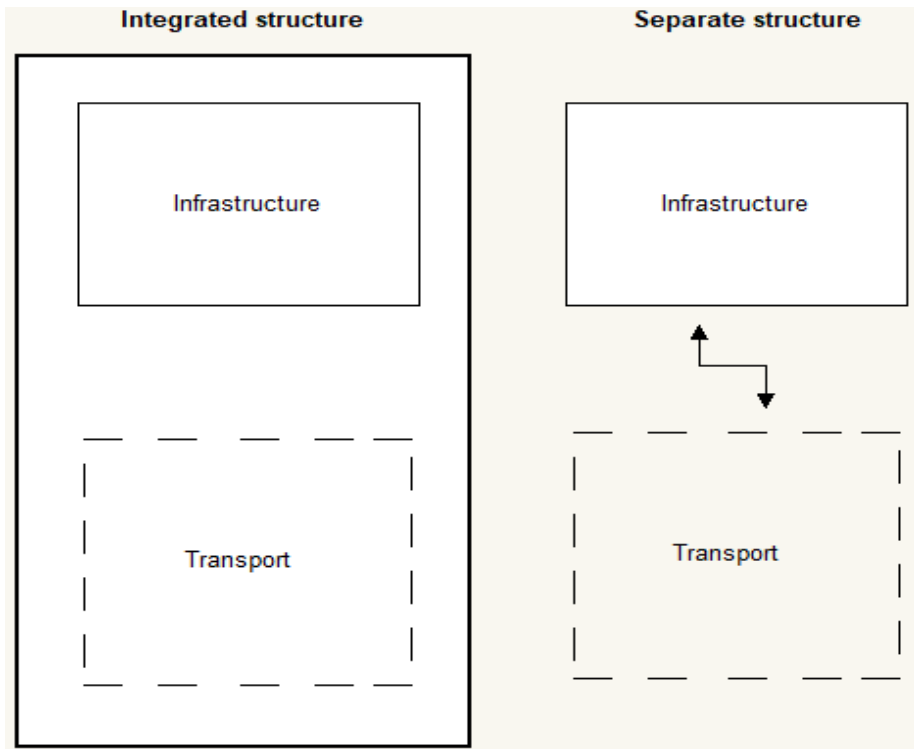 Integrated structure
Separate structure
Infrastructure
Infrastructure
Transport
Transport